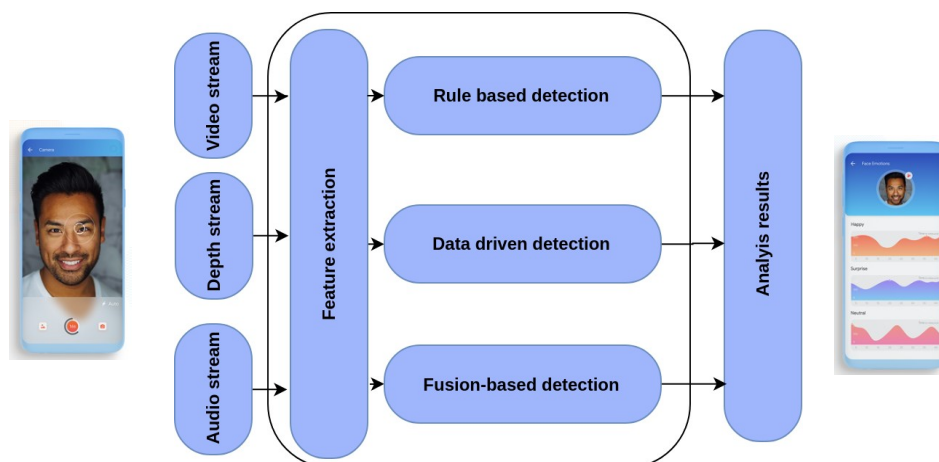 Camera
Video stream
Depth stream
Audio stream
Feature extraction
Rule based detection
Data driven detection
Fusion-based detection
Analyis results
Face Emotions
Happy
Surprise
Neutral